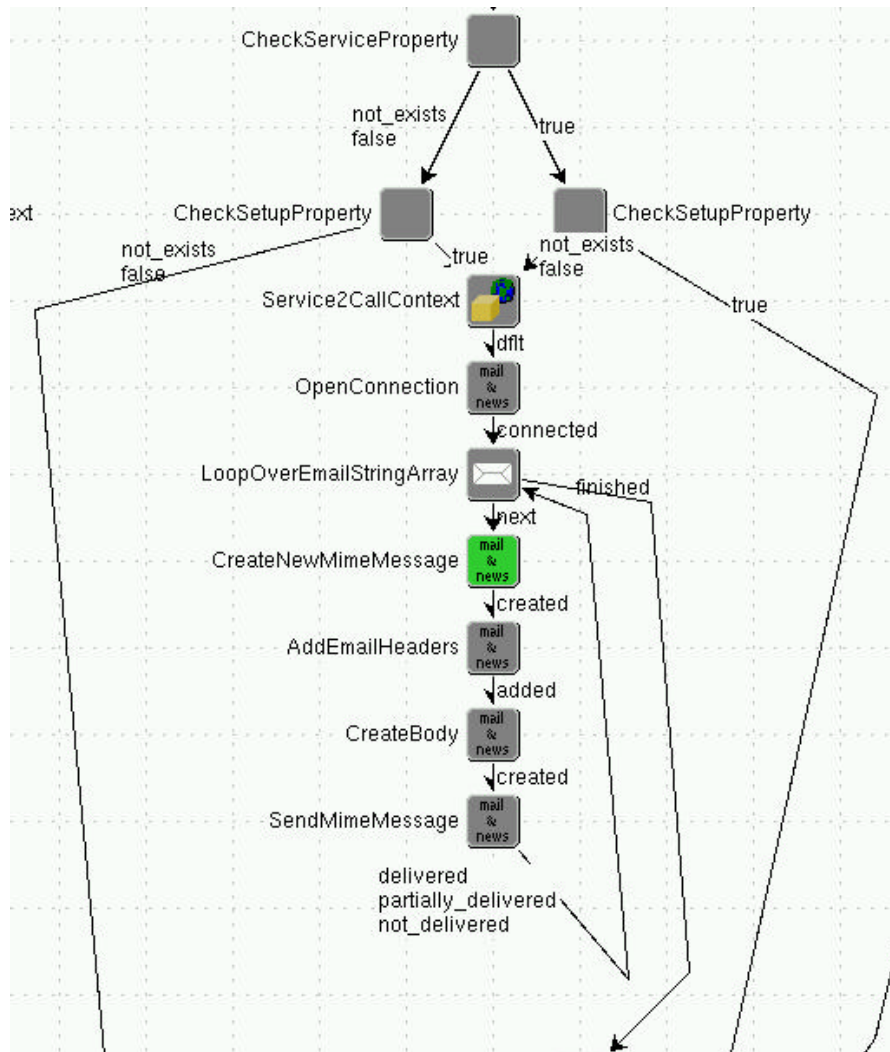 CheckServiceProperty
not_exists
false
true
ext
CheckSetupProperty
CheckSetupProperty
not_exists
false
true
not_exists
false
Service2CallContext
true
dflt
OpenConnection
mail
&
news
connected
LoopOverEmailStringArray
finished
next
CreateNewMimeMessage
mail
&
news
created
AddEmailHeaders
mail
&
news
added
CreateBody
mail
&
news
created
SendMimeMessage
mail
&
news
delivered
partially_delivered
not_delivered